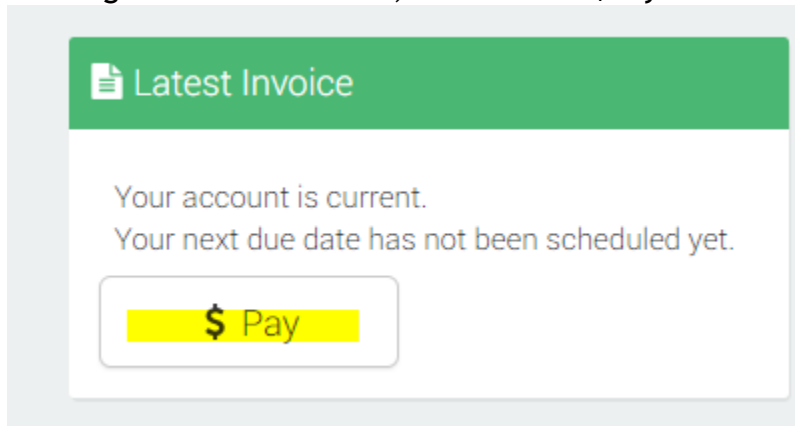 Latest Invoice
Your account is current.
Your next due date has not been scheduled yet.
$ Pay